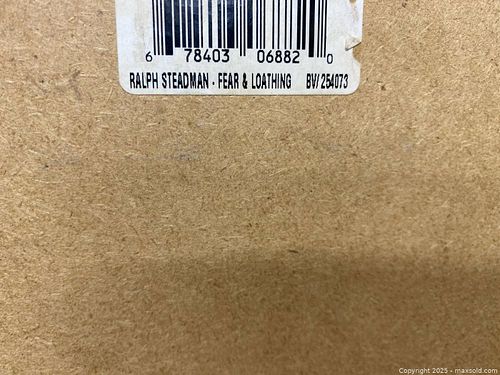 6 78403 06882 0
RALPH STEADMAN - FEAR & LOATHING BV/254073
Copyright 2025 - maxsold.com